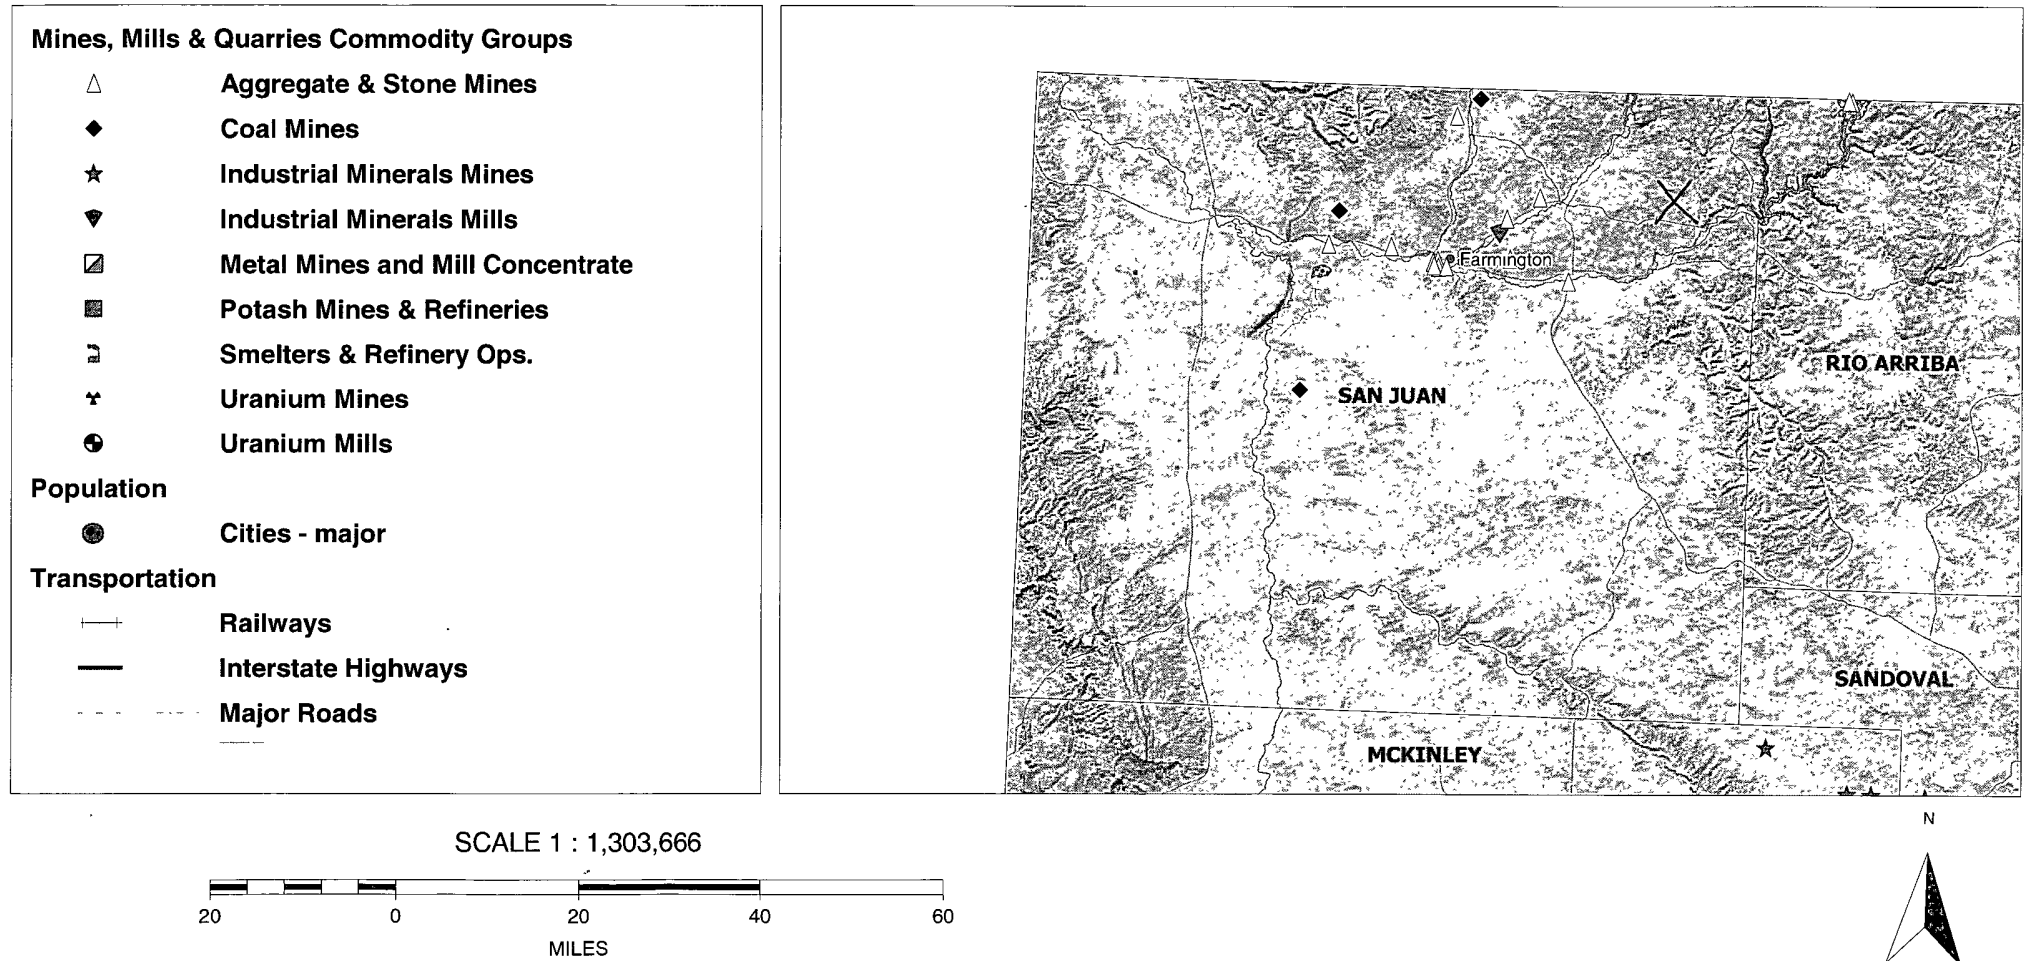 Mines, Mills & Quarries Commodity Groups
Aggregate & Stone Mines
Coal Mines
Industrial Minerals Mines
Industrial Minerals Mills
Metal Mines and Mill Concentrate
Potash Mines & Refineries
Smelters & Refinery Ops.
Uranium Mines
Uranium Mills
Population
Cities - major
Transportation
Railways
Interstate Highways
Major Roads
Farmington
RIO ARRIBA
SAN JUAN
SANDOVAL
MCKINLEY
SCALE 1 : 1,303,666
20 0 20 40 60
MILES
N